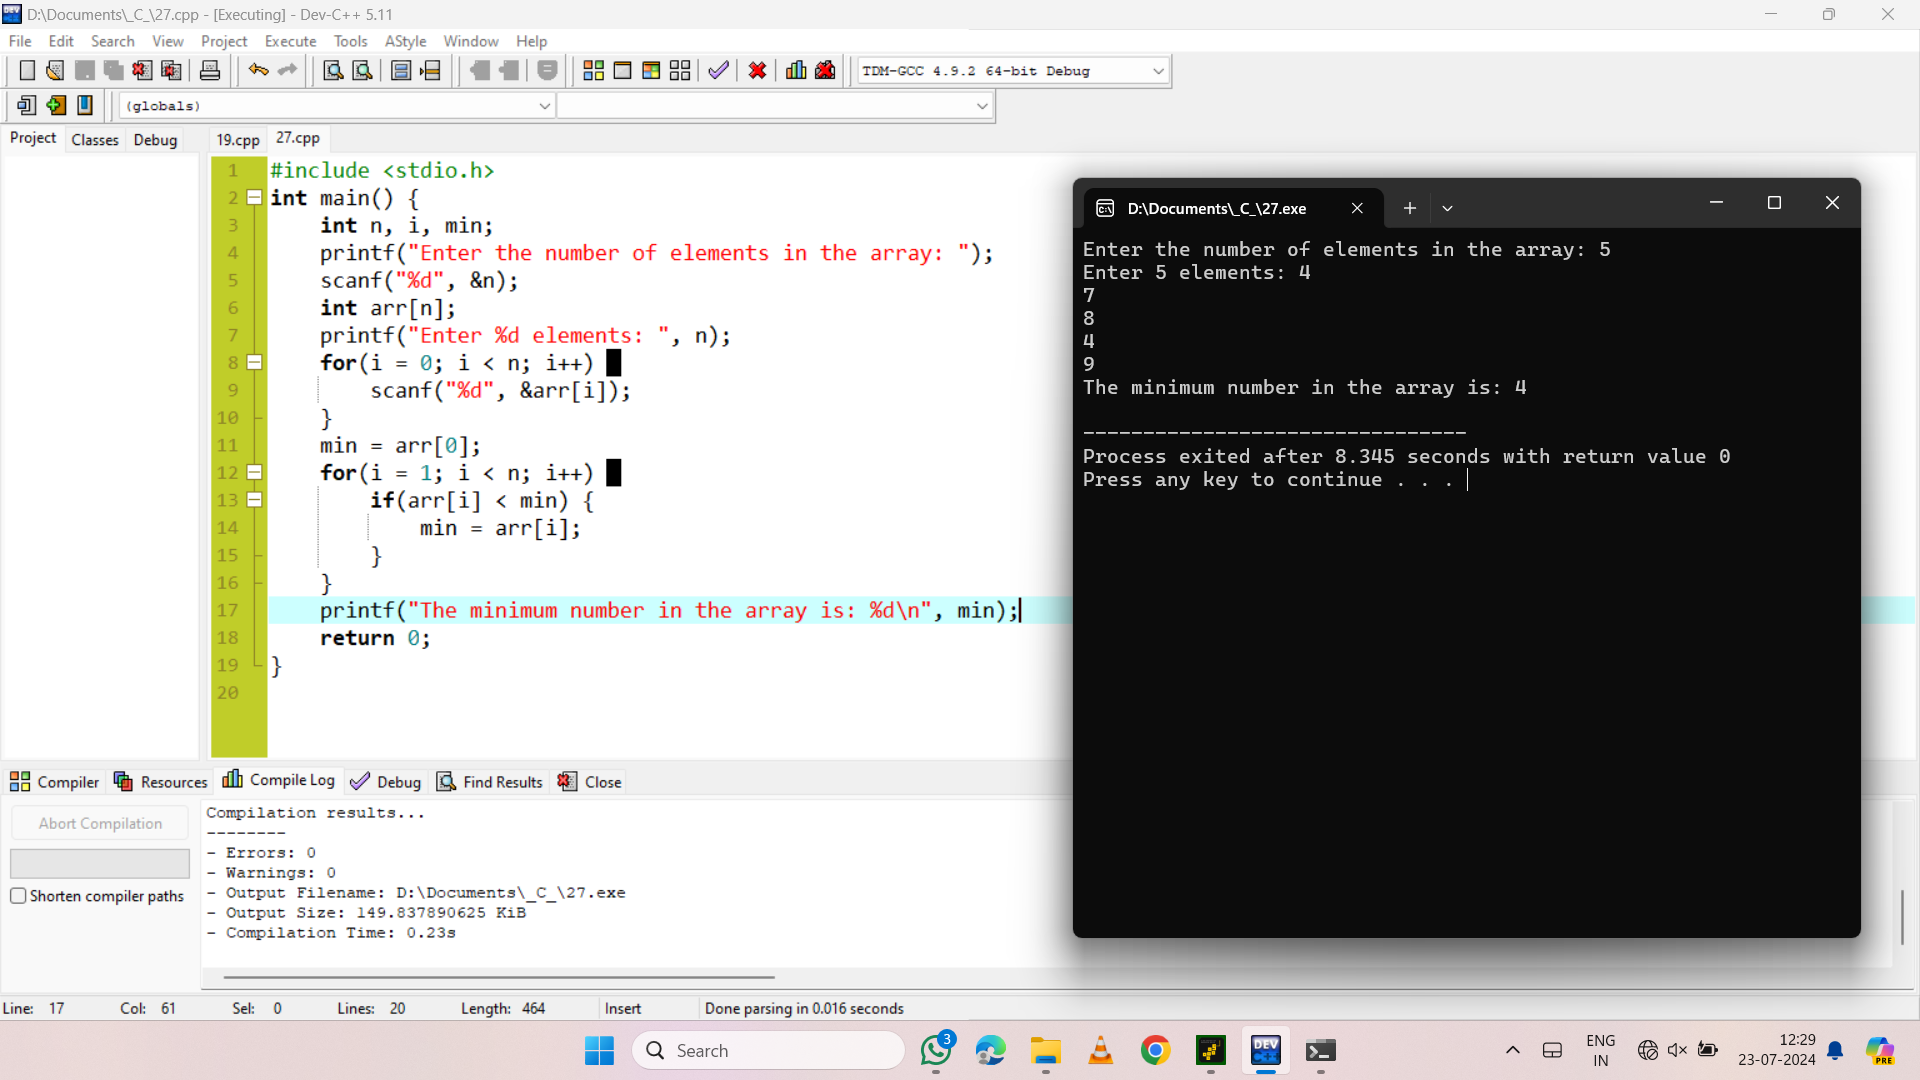 D:\Documents\_C_\27.cpp - [Executing] - Dev-C++ 5.11
File Edit Search View Project Execute Tools AStyle Window Help
TDM-GCC 4.9.2 64-bit Debug
(globals)
Project Classes Debug 19.cpp 27.cpp
1 #include <stdio.h>
2 int main() {
3 int n, i, min;
4 printf("Enter the number of elements in the array: ");
5 scanf("%d", &n);
6 int arr[n];
7 printf("Enter %d elements: ", n);
8 for(i = 0; i < n; i++)
9 scanf("%d", &arr[i]);
10 }
11 min = arr[0];
12 for(i = 1; i < n; i++)
13 if(arr[i] < min) {
14 min = arr[i];
15 }
16 }
17 printf("The minimum number in the array is: %d\n", min);
18 return 0;
19 }
20
D:\Documents\_C_\27.exe
Enter the number of elements in the array: 5
Enter 5 elements: 4
7
8
4
9
The minimum number in the array is: 4
--------------------------------
Process exited after 8.345 seconds with return value 0
Press any key to continue . . .
Compiler Resources Compile Log Debug Find Results Close
Abort Compilation
Shorten compiler paths
Compilation results...
--------
- Errors: 0
- Warnings: 0
- Output Filename: D:\Documents\_C_\27.exe
- Output Size: 149.837890625 KiB
- Compilation Time: 0.23s
Line: 17 Col: 61 Sel: 0 Lines: 20 Length: 464 Insert Done parsing in 0.016 seconds
Search
3
DEV
C++
ENG
IN
12:29
23-07-2024
PRE